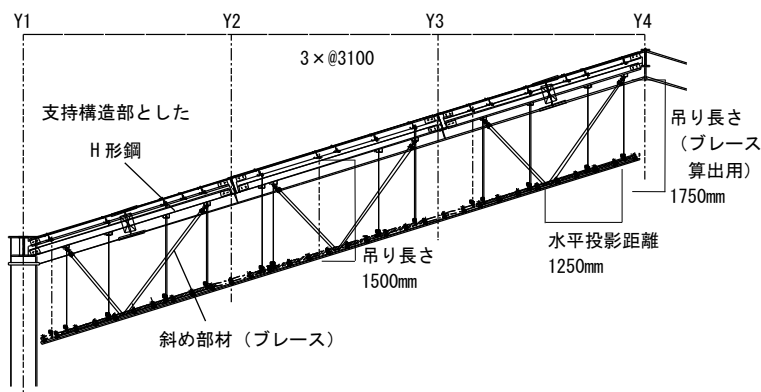 Y1
Y2
Y3
Y4
3×@3100
支持構造部とした
H形鋼
吊り長さ
（ブレース
算出用）
1750mm
水平投影距離
1250mm
吊り長さ
1500mm
斜め部材（ブレース）